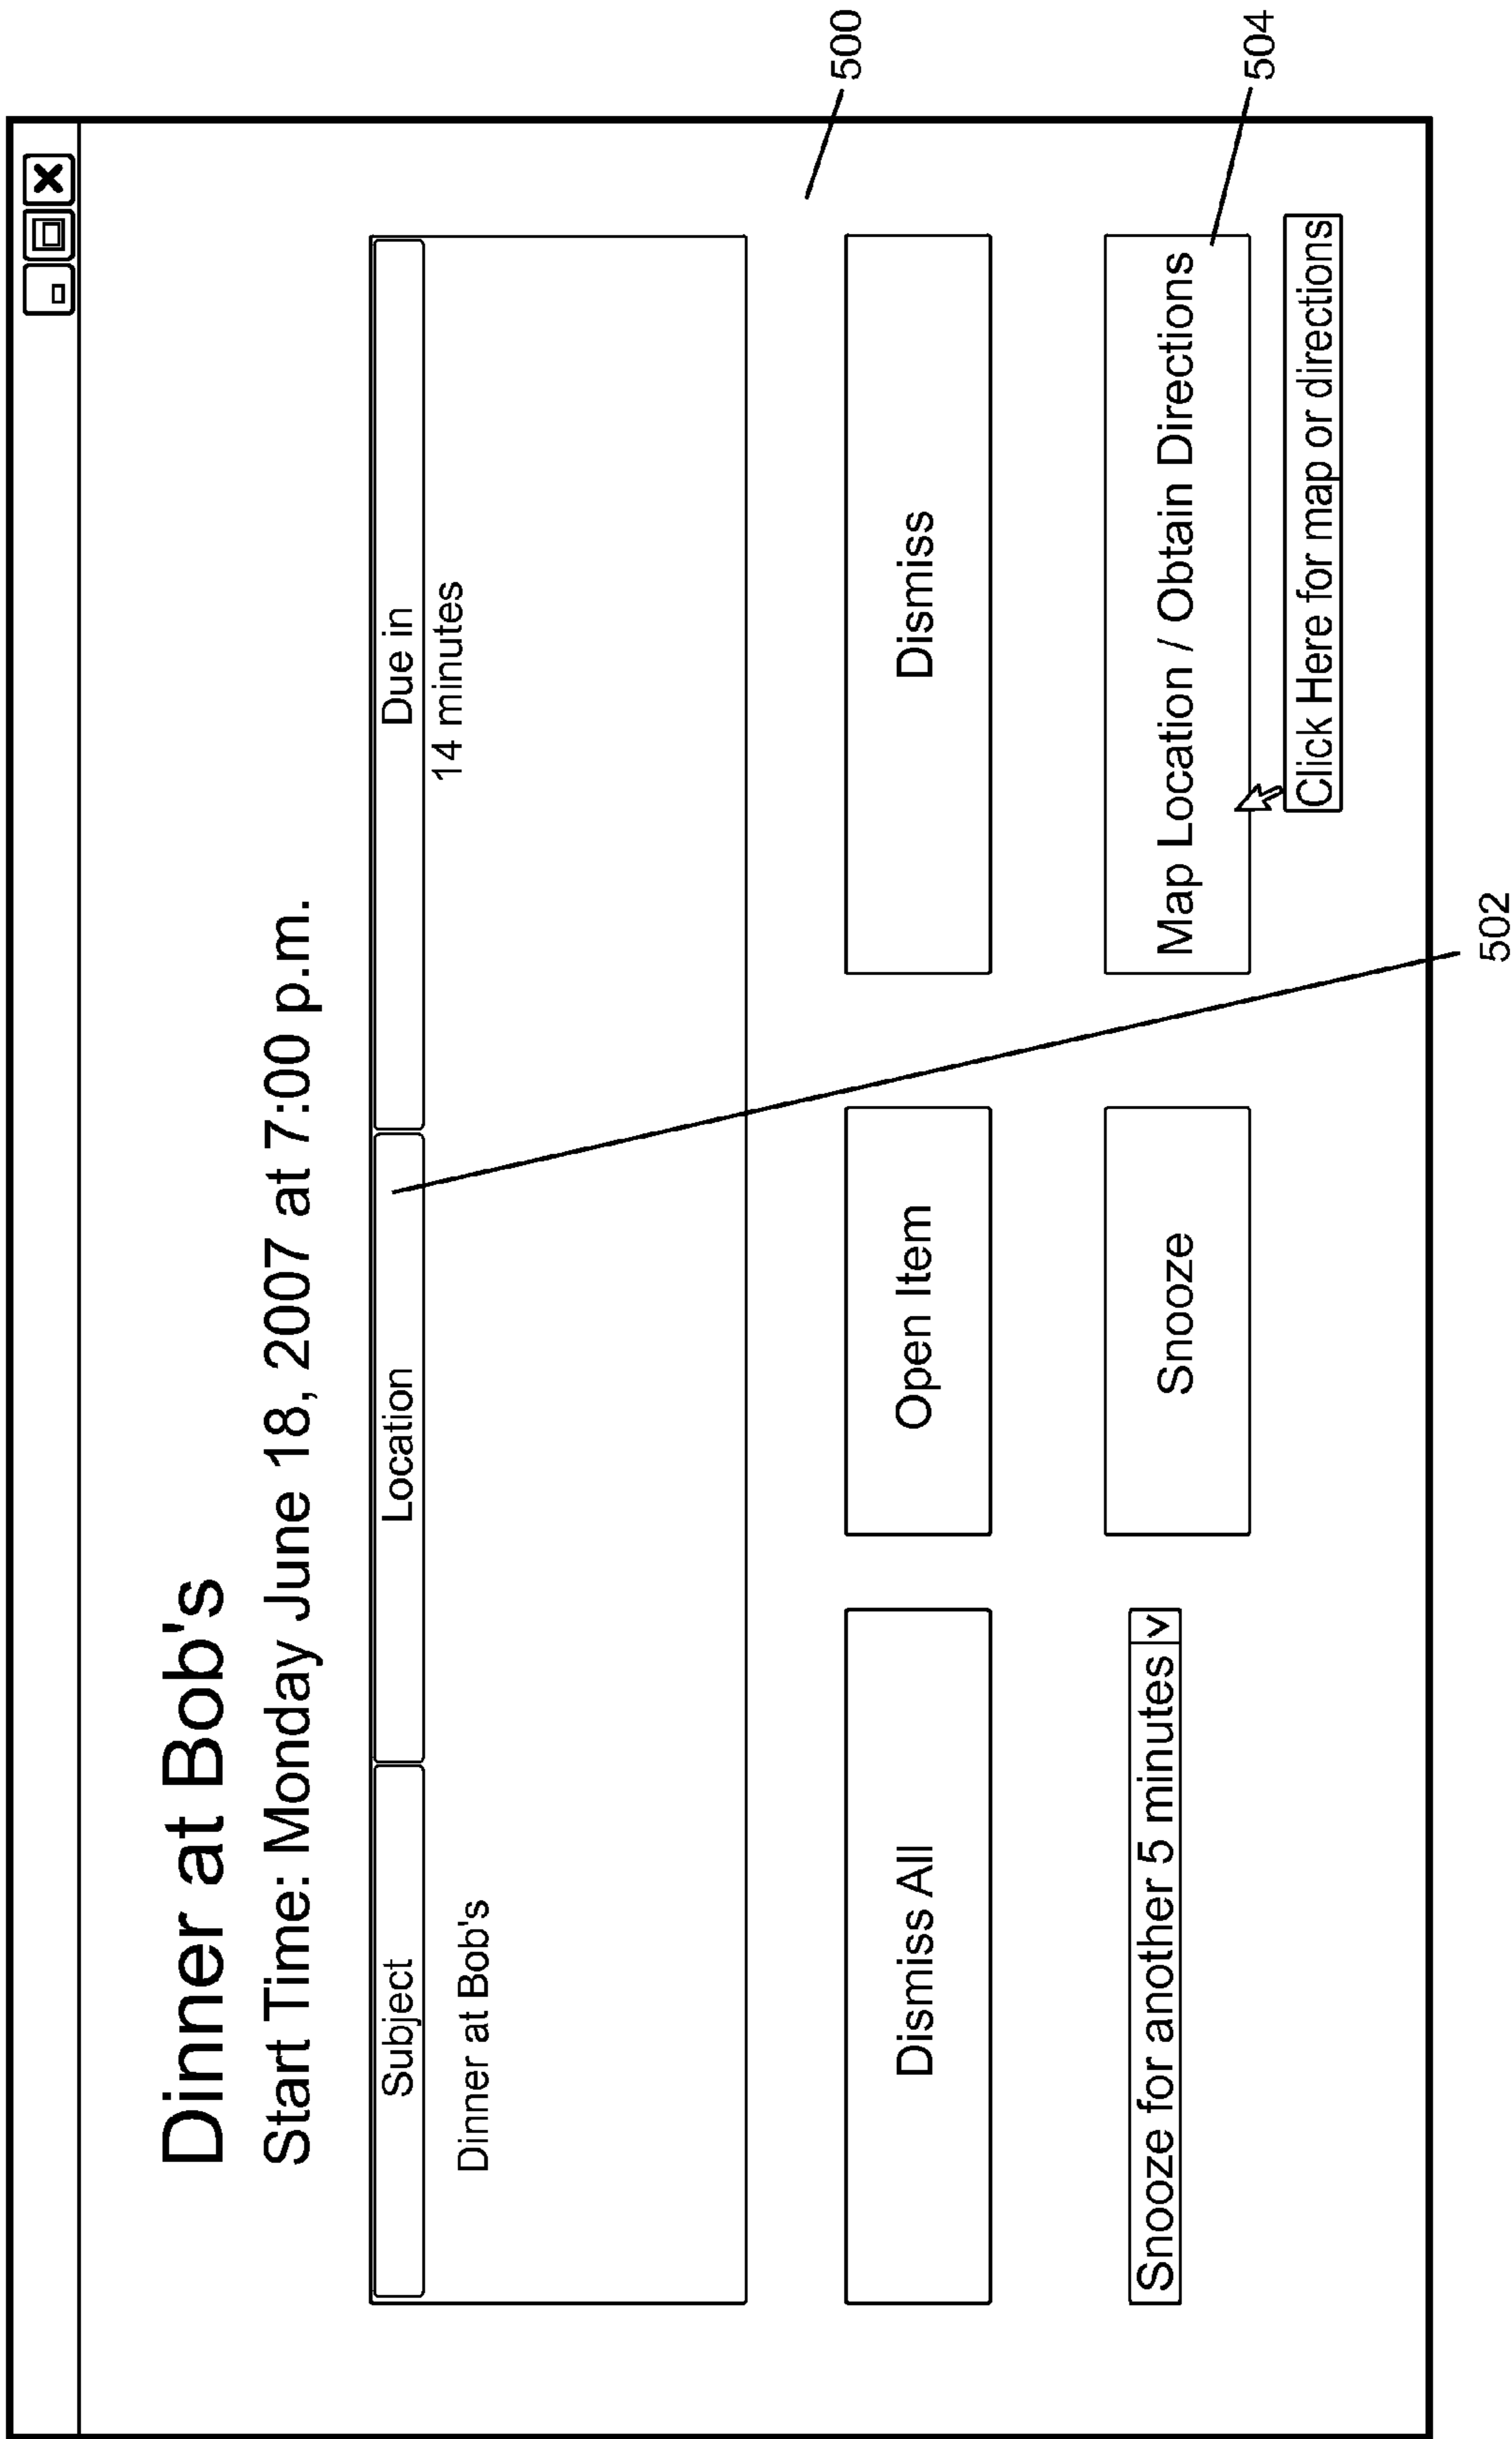 Dinner at Bob's
Start Time: Monday June 18, 2007 at 7:00 p.m.
Subject
Location
Due in
Dinner at Bob's
14 minutes
500
Dismiss All
Open Item
Dismiss
Snooze for another 5 minutes v
Snooze
Map Location / Obtain Directions
504
Click Here for map or directions
502